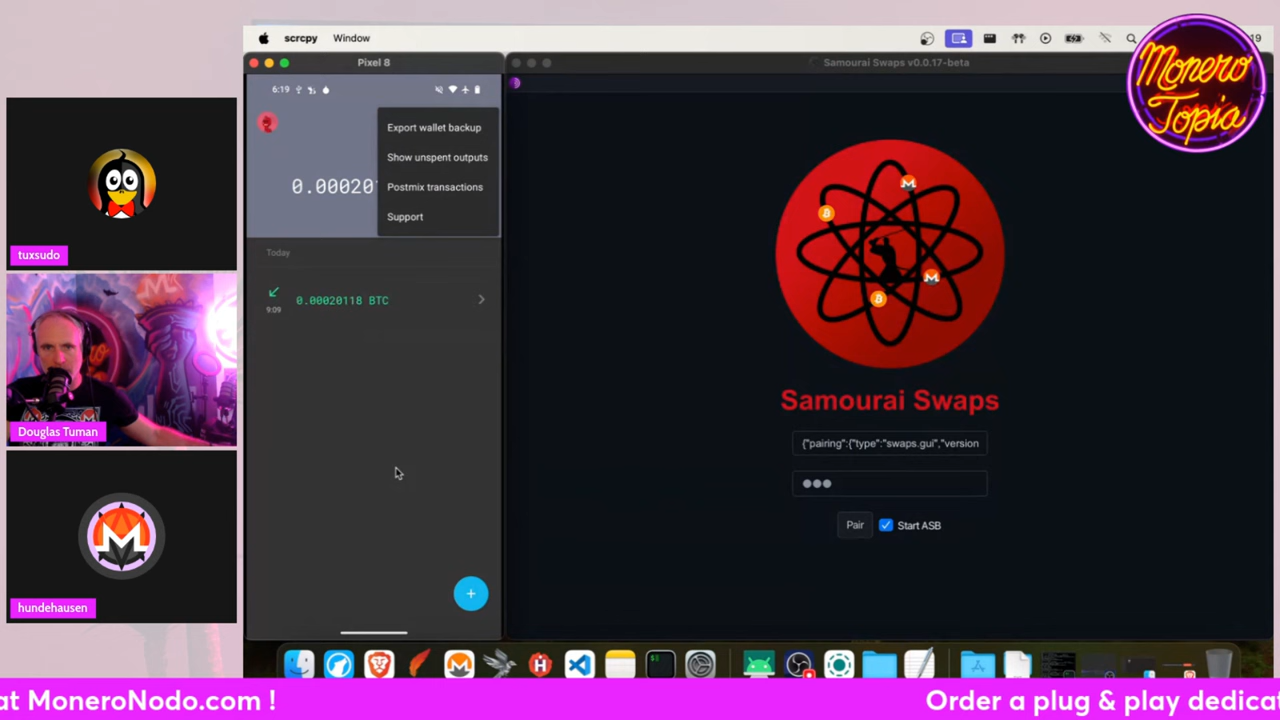 scrcpy Window
19
Monero
Topia
Pixel 8
Samourai Swaps v0.0.17-beta
6:19
Export wallet backup
0.00020
Show unspent outputs
Postmix transactions
Support
Today
0.00020118 BTC
9:09
Samourai Swaps
{"pairing":{"type":"swaps.gui","version
Pair
Start ASB
tuxsudo
Douglas Tuman
hundehausen
at MoneroNodo.com !
Order a plug & play dedicat